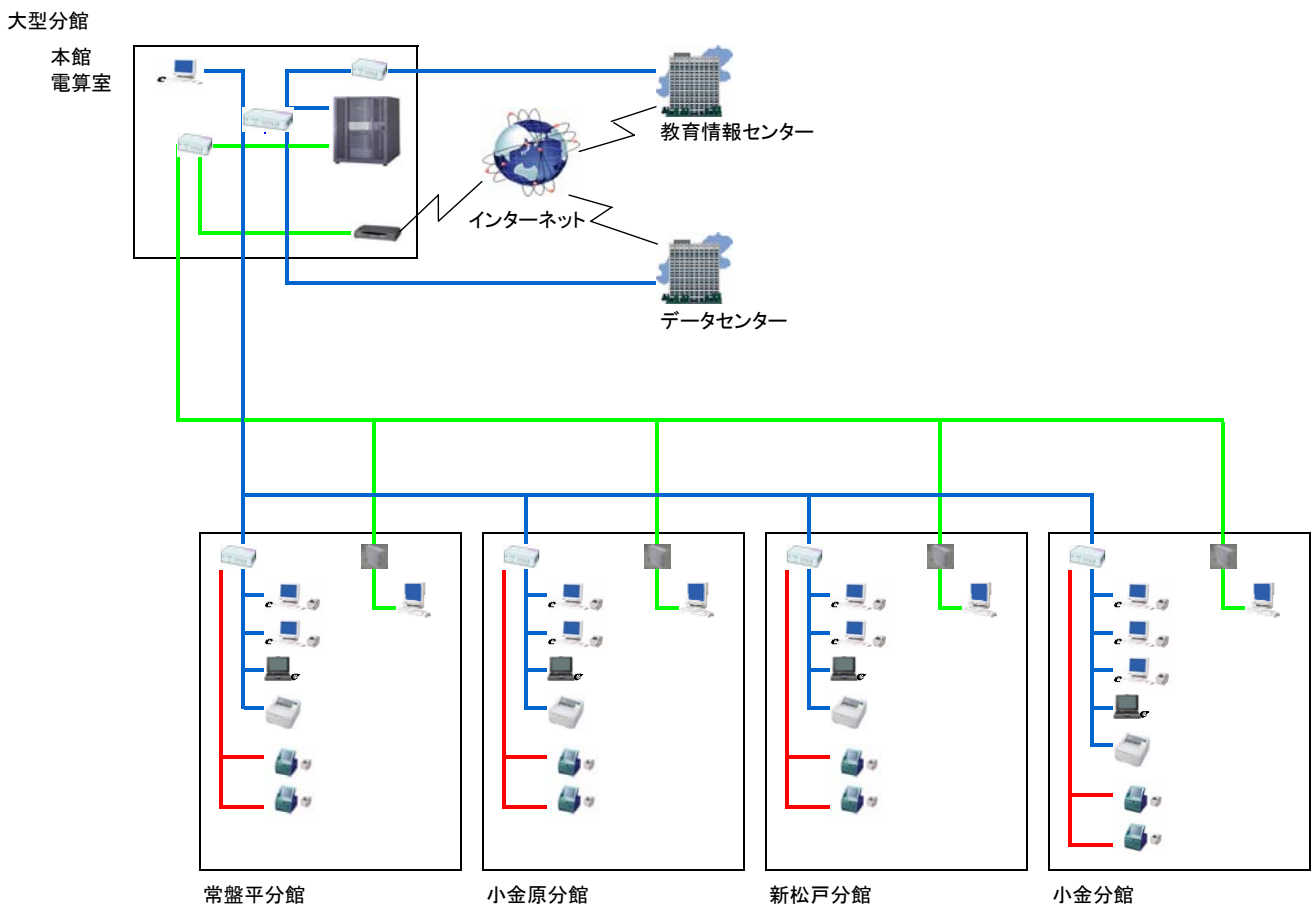 大型分館
本館
電算室
教育情報センター
インターネット
データセンター
常盤平分館
小金原分館
新松戸分館
小金分館